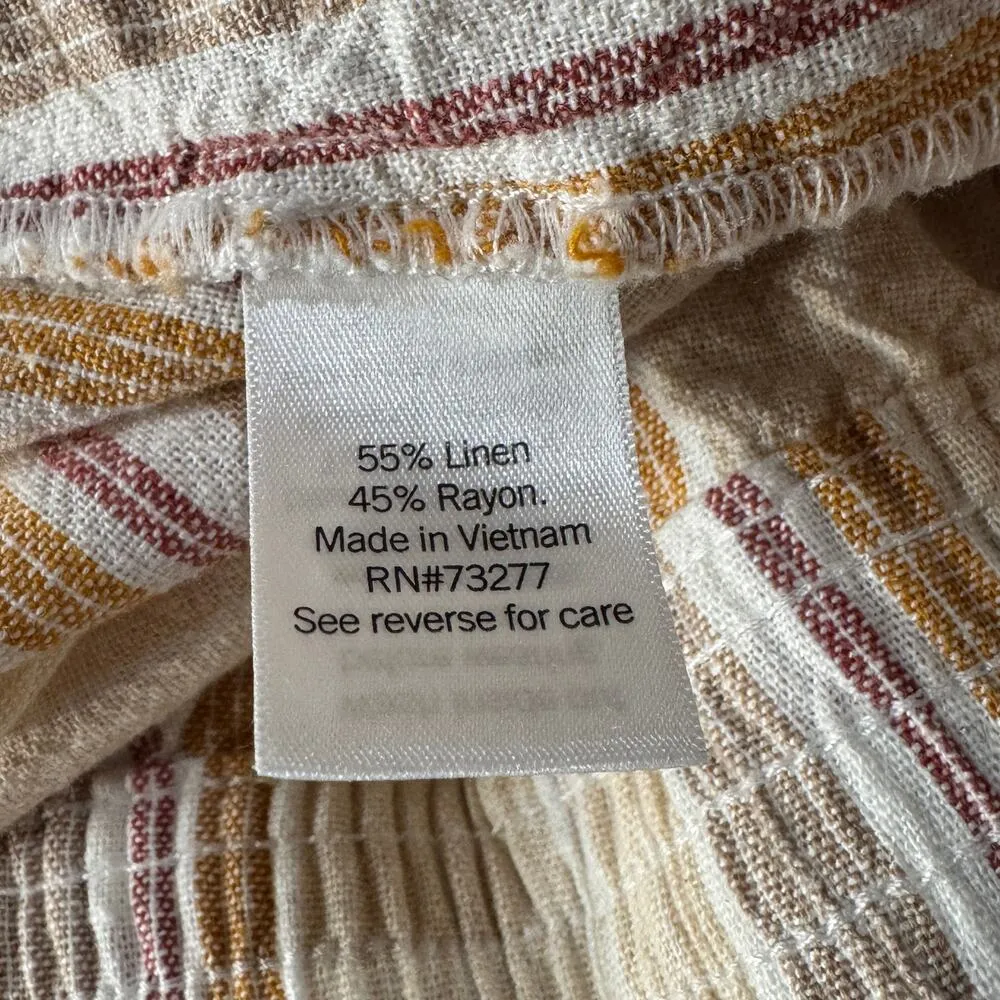 55% Linen
45% Rayon.
Made in Vietnam
RN#73277
See reverse for care